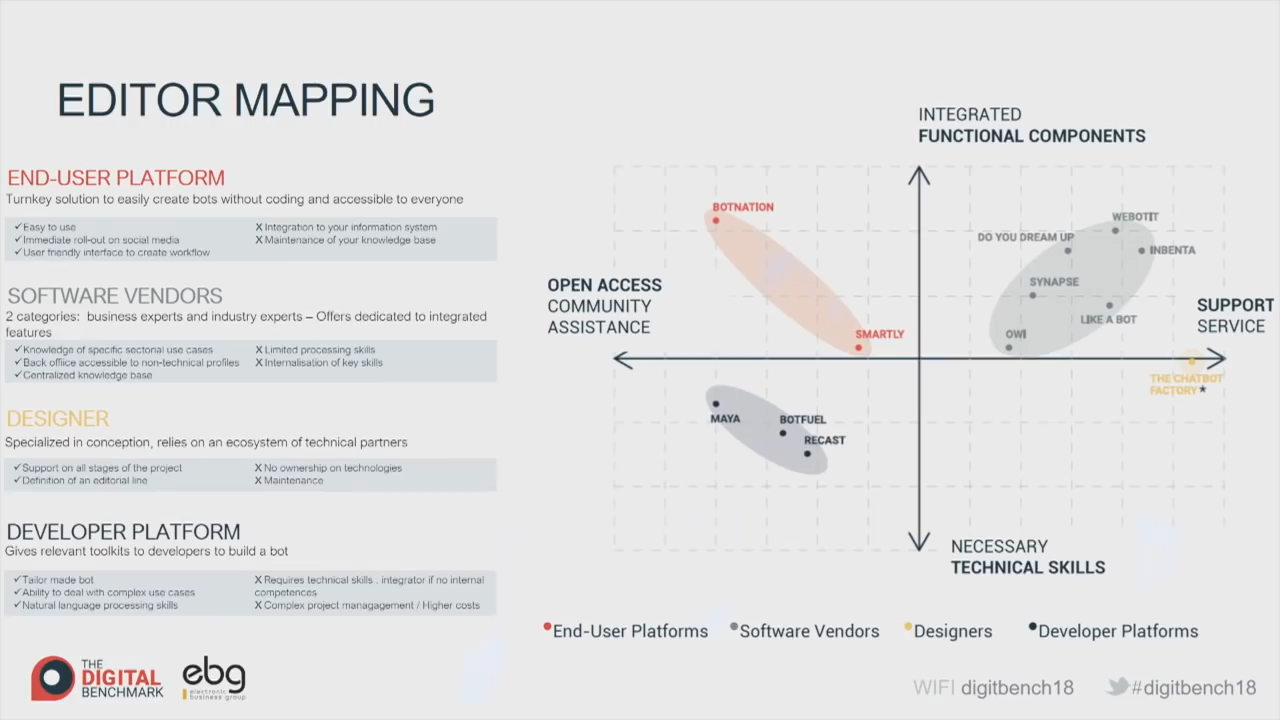 EDITOR MAPPING
END-USER PLATFORM
Turnkey solution to easily create bots without coding and accessible to everyone
✓Easy to use
✓Immediate roll-out on social media
✓User friendly interface to create workflow
X Integration to your information system
X Maintenance of your knowledge base
SOFTWARE VENDORS
2 categories: business experts and industry experts – Offers dedicated to integrated
features
✓Knowledge of specific sectorial use cases
✓Back offiice accessible to non-technical profiles
✓Centralized knowledge base
X Limited processing skills
X Internalisation of key skills
DESIGNER
Specialized in conception, relies on an ecosystem of technical partners
✓Support on all stages of the project
✓Definition of an editorial line
X No ownership on technologies
X Maintenance
DEVELOPER PLATFORM
Gives relevant toolkits to developers to build a bot
✓Tailor made bot
✓Ability to deal with complex use cases
✓Natural language processing skills
X Requires technical skills . integrator if no internal
competences
X Complex project managagement / Higher costs
INTEGRATED
FUNCTIONAL COMPONENTS
BOTNATION
WEBOTIT
DO YOU DREAM UP
INBENTA
OPEN ACCESS
COMMUNITY
ASSISTANCE
SYNAPSE
LIKE A BOT
SUPPORT
SERVICE
SMARTLY
OWI
THE CHATBOT
FACTORY*
MAYA
BOTFUEL
RECAST
NECESSARY
TECHNICAL SKILLS
End-User Platforms
Software Vendors
Designers
Developer Platforms
THE
DIGITAL
BENCHMARK
ebg
electronic
business group
WIFI digitbench18
#digitbench18